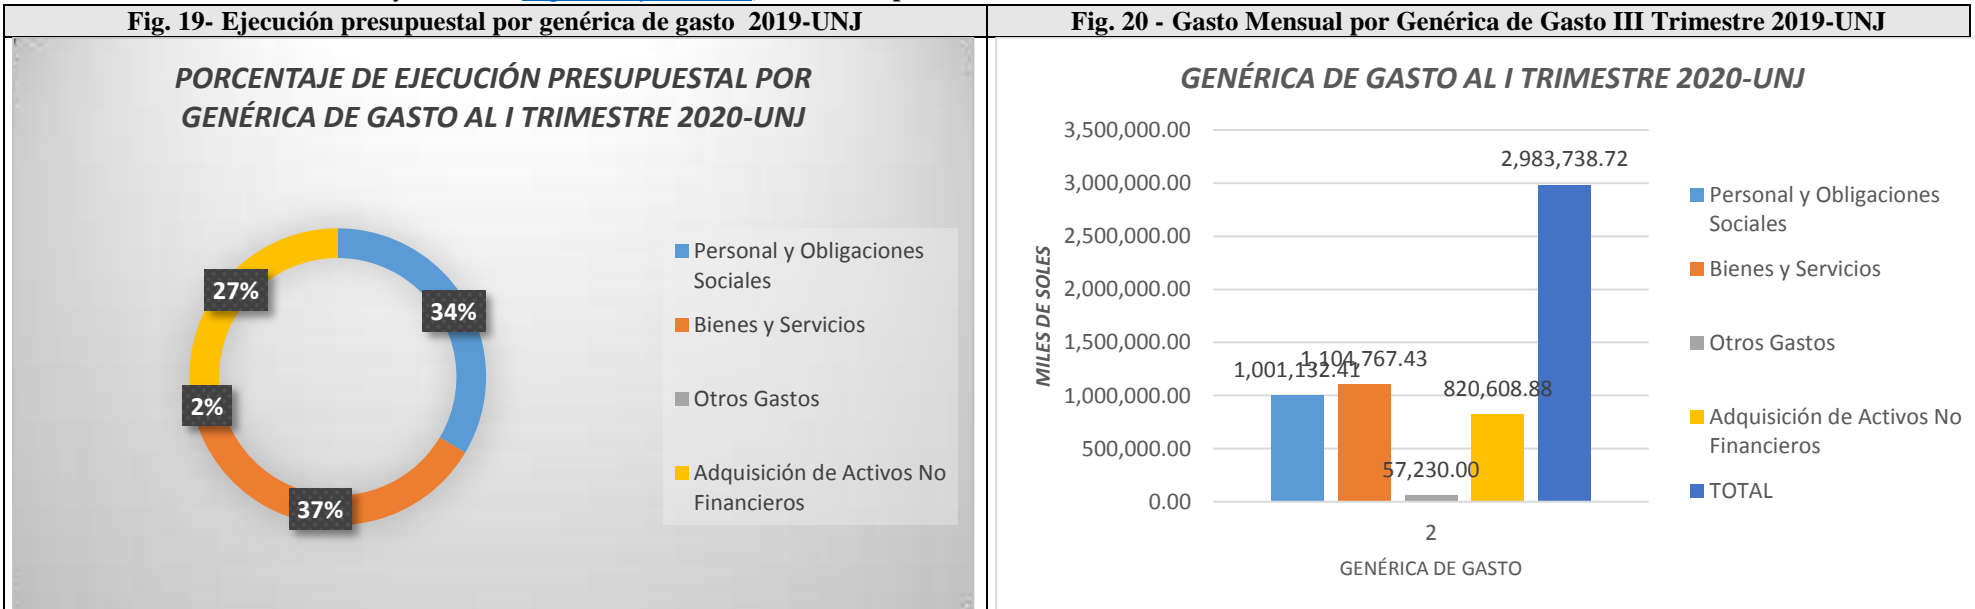 Fig. 19- Ejecución presupuestal por genérica de gasto 2019-UNJ
PORCENTAJE DE EJECUCIÓN PRESUPUESTAL POR
GENÉRICA DE GASTO AL I TRIMESTRE 2020-UNJ
27%
34%
2%
37%
Personal y Obligaciones
Sociales
Bienes y Servicios
Otros Gastos
Adquisición de Activos No
Financieros
Fig. 20 - Gasto Mensual por Genérica de Gasto III Trimestre 2019-UNJ
GENÉRICA DE GASTO AL I TRIMESTRE 2020-UNJ
MILES DE SOLES
3,500,000.00
3,000,000.00
2,500,000.00
2,000,000.00
1,500,000.00
1,000,000.00
500,000.00
0.00
1,001,132.41
1,104,767.43
57,230.00
820,608.88
2,983,738.72
2
GENÉRICA DE GASTO
Personal y Obligaciones
Sociales
Bienes y Servicios
Otros Gastos
Adquisición de Activos No
Financieros
TOTAL